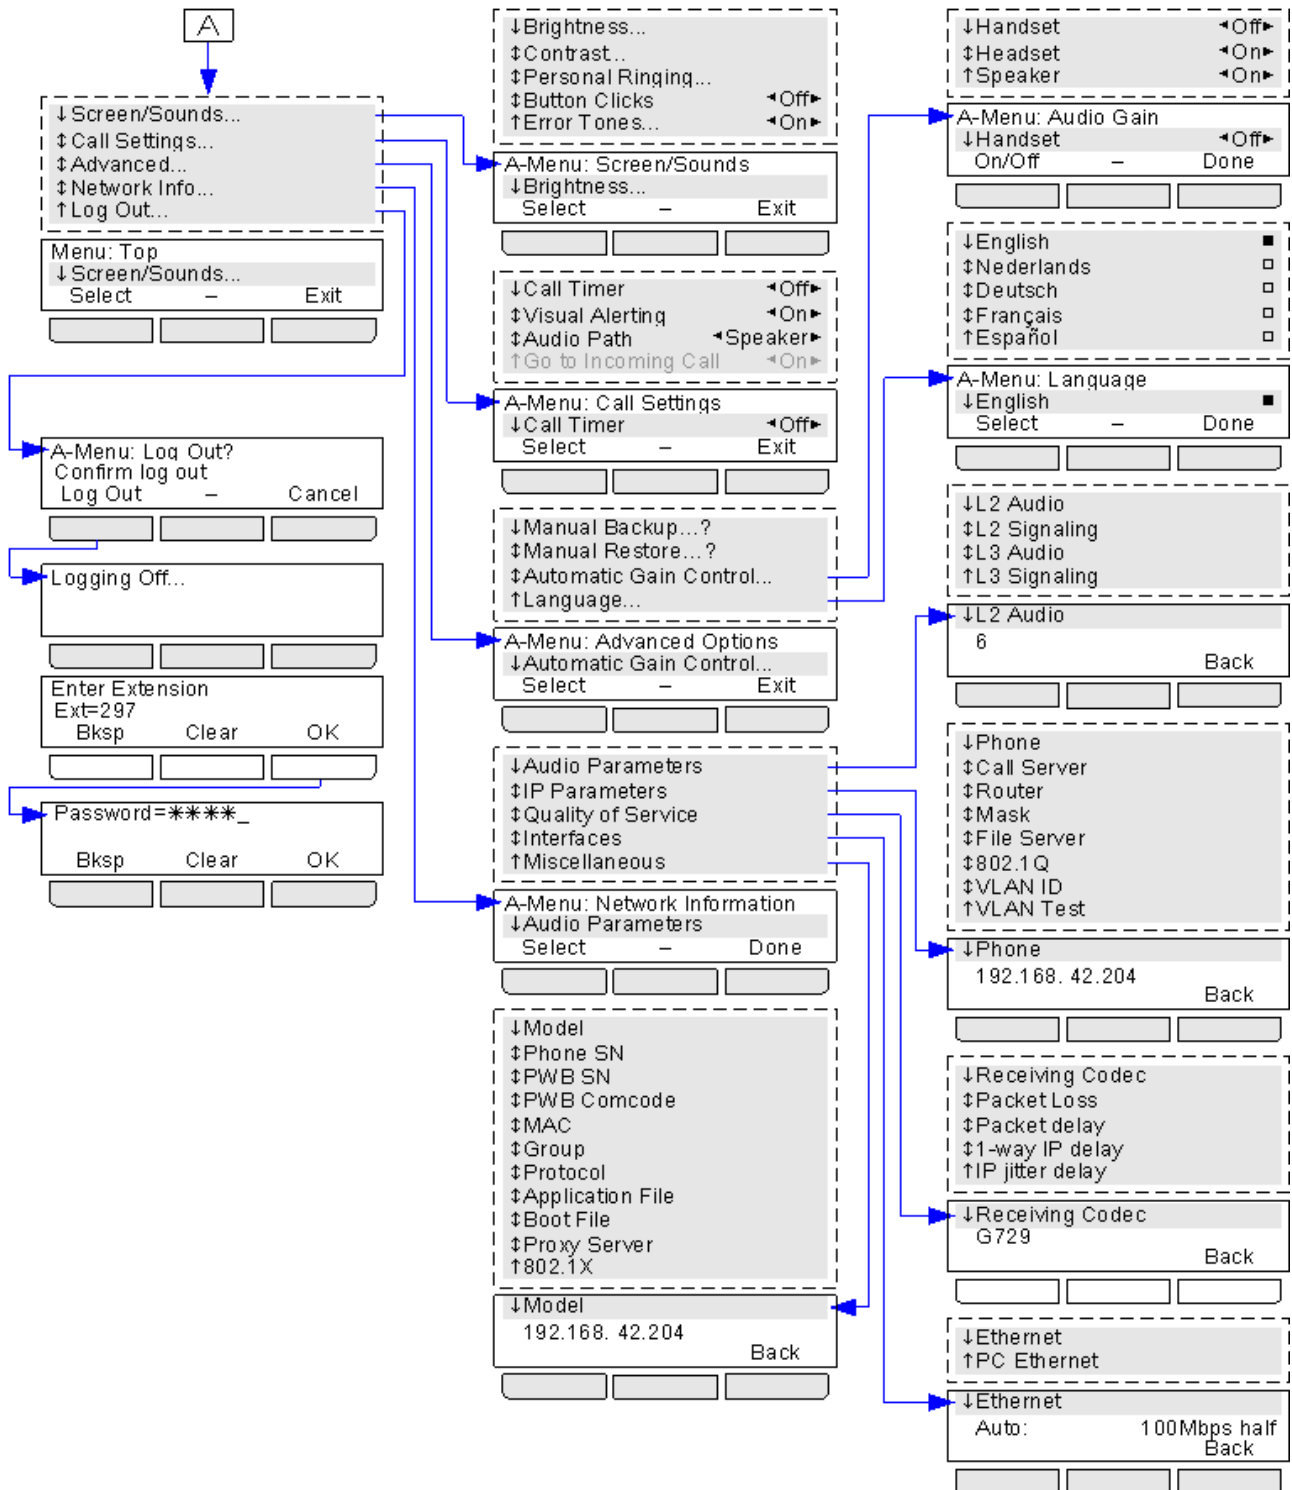 A
↓Screen/Sounds...
↕Call Settings...
↕Advanced...
↕Network Info...
↑Log Out...
Menu: Top
↓Screen/Sounds...
Select – Exit
A-Menu: Log Out?
Confirm log out
Log Out – Cancel
Logging Off...
Enter Extension
Ext=297
Bksp Clear OK
Password=****_
Bksp Clear OK
↓Brightness...
↕Contrast...
↕Personal Ringing...
↕Button Clicks ◂Off▸
↑Error Tones... ◂On▸
A-Menu: Screen/Sounds
↓Brightness...
Select – Exit
↓Call Timer ◂Off▸
↕Visual Alerting ◂On▸
↕Audio Path ◂Speaker▸
↑Go to Incoming Call ◂On▸
A-Menu: Call Settings
↓Call Timer ◂Off▸
Select – Exit
↓Manual Backup...?
↕Manual Restore...?
↕Automatic Gain Control...
↑Language...
A-Menu: Advanced Options
↓Automatic Gain Control...
Select – Exit
↓Audio Parameters
↕IP Parameters
↕Quality of Service
↕Interfaces
↑Miscellaneous
A-Menu: Network Information
↓Audio Parameters
Select – Done
↓Model
↕Phone SN
↕PWB SN
↕PWB Comcode
↕MAC
↕Group
↕Protocol
↕Application File
↕Boot File
↕Proxy Server
↑802.1X
↓Model
192.168. 42.204
Back
↓Handset ◂Off▸
↕Headset ◂On▸
↑Speaker ◂On▸
A-Menu: Audio Gain
↓Handset ◂Off▸
On/Off – Done
↓English ■
↕Nederlands □
↕Deutsch □
↕Français □
↑Español □
A-Menu: Language
↓English ■
Select – Done
↓L2 Audio
↕L2 Signaling
↕L3 Audio
↑L3 Signaling
↓L2 Audio
6
Back
↓Phone
↕Call Server
↕Router
↕Mask
↕File Server
↕802.1Q
↕VLAN ID
↑VLAN Test
↓Phone
192.168. 42.204
Back
↓Receiving Codec
↕Packet Loss
↕Packet delay
↕1-way IP delay
↑IP jitter delay
↓Receiving Codec
G729
Back
↓Ethernet
↑PC Ethernet
↓Ethernet
Auto: 100Mbps half
Back